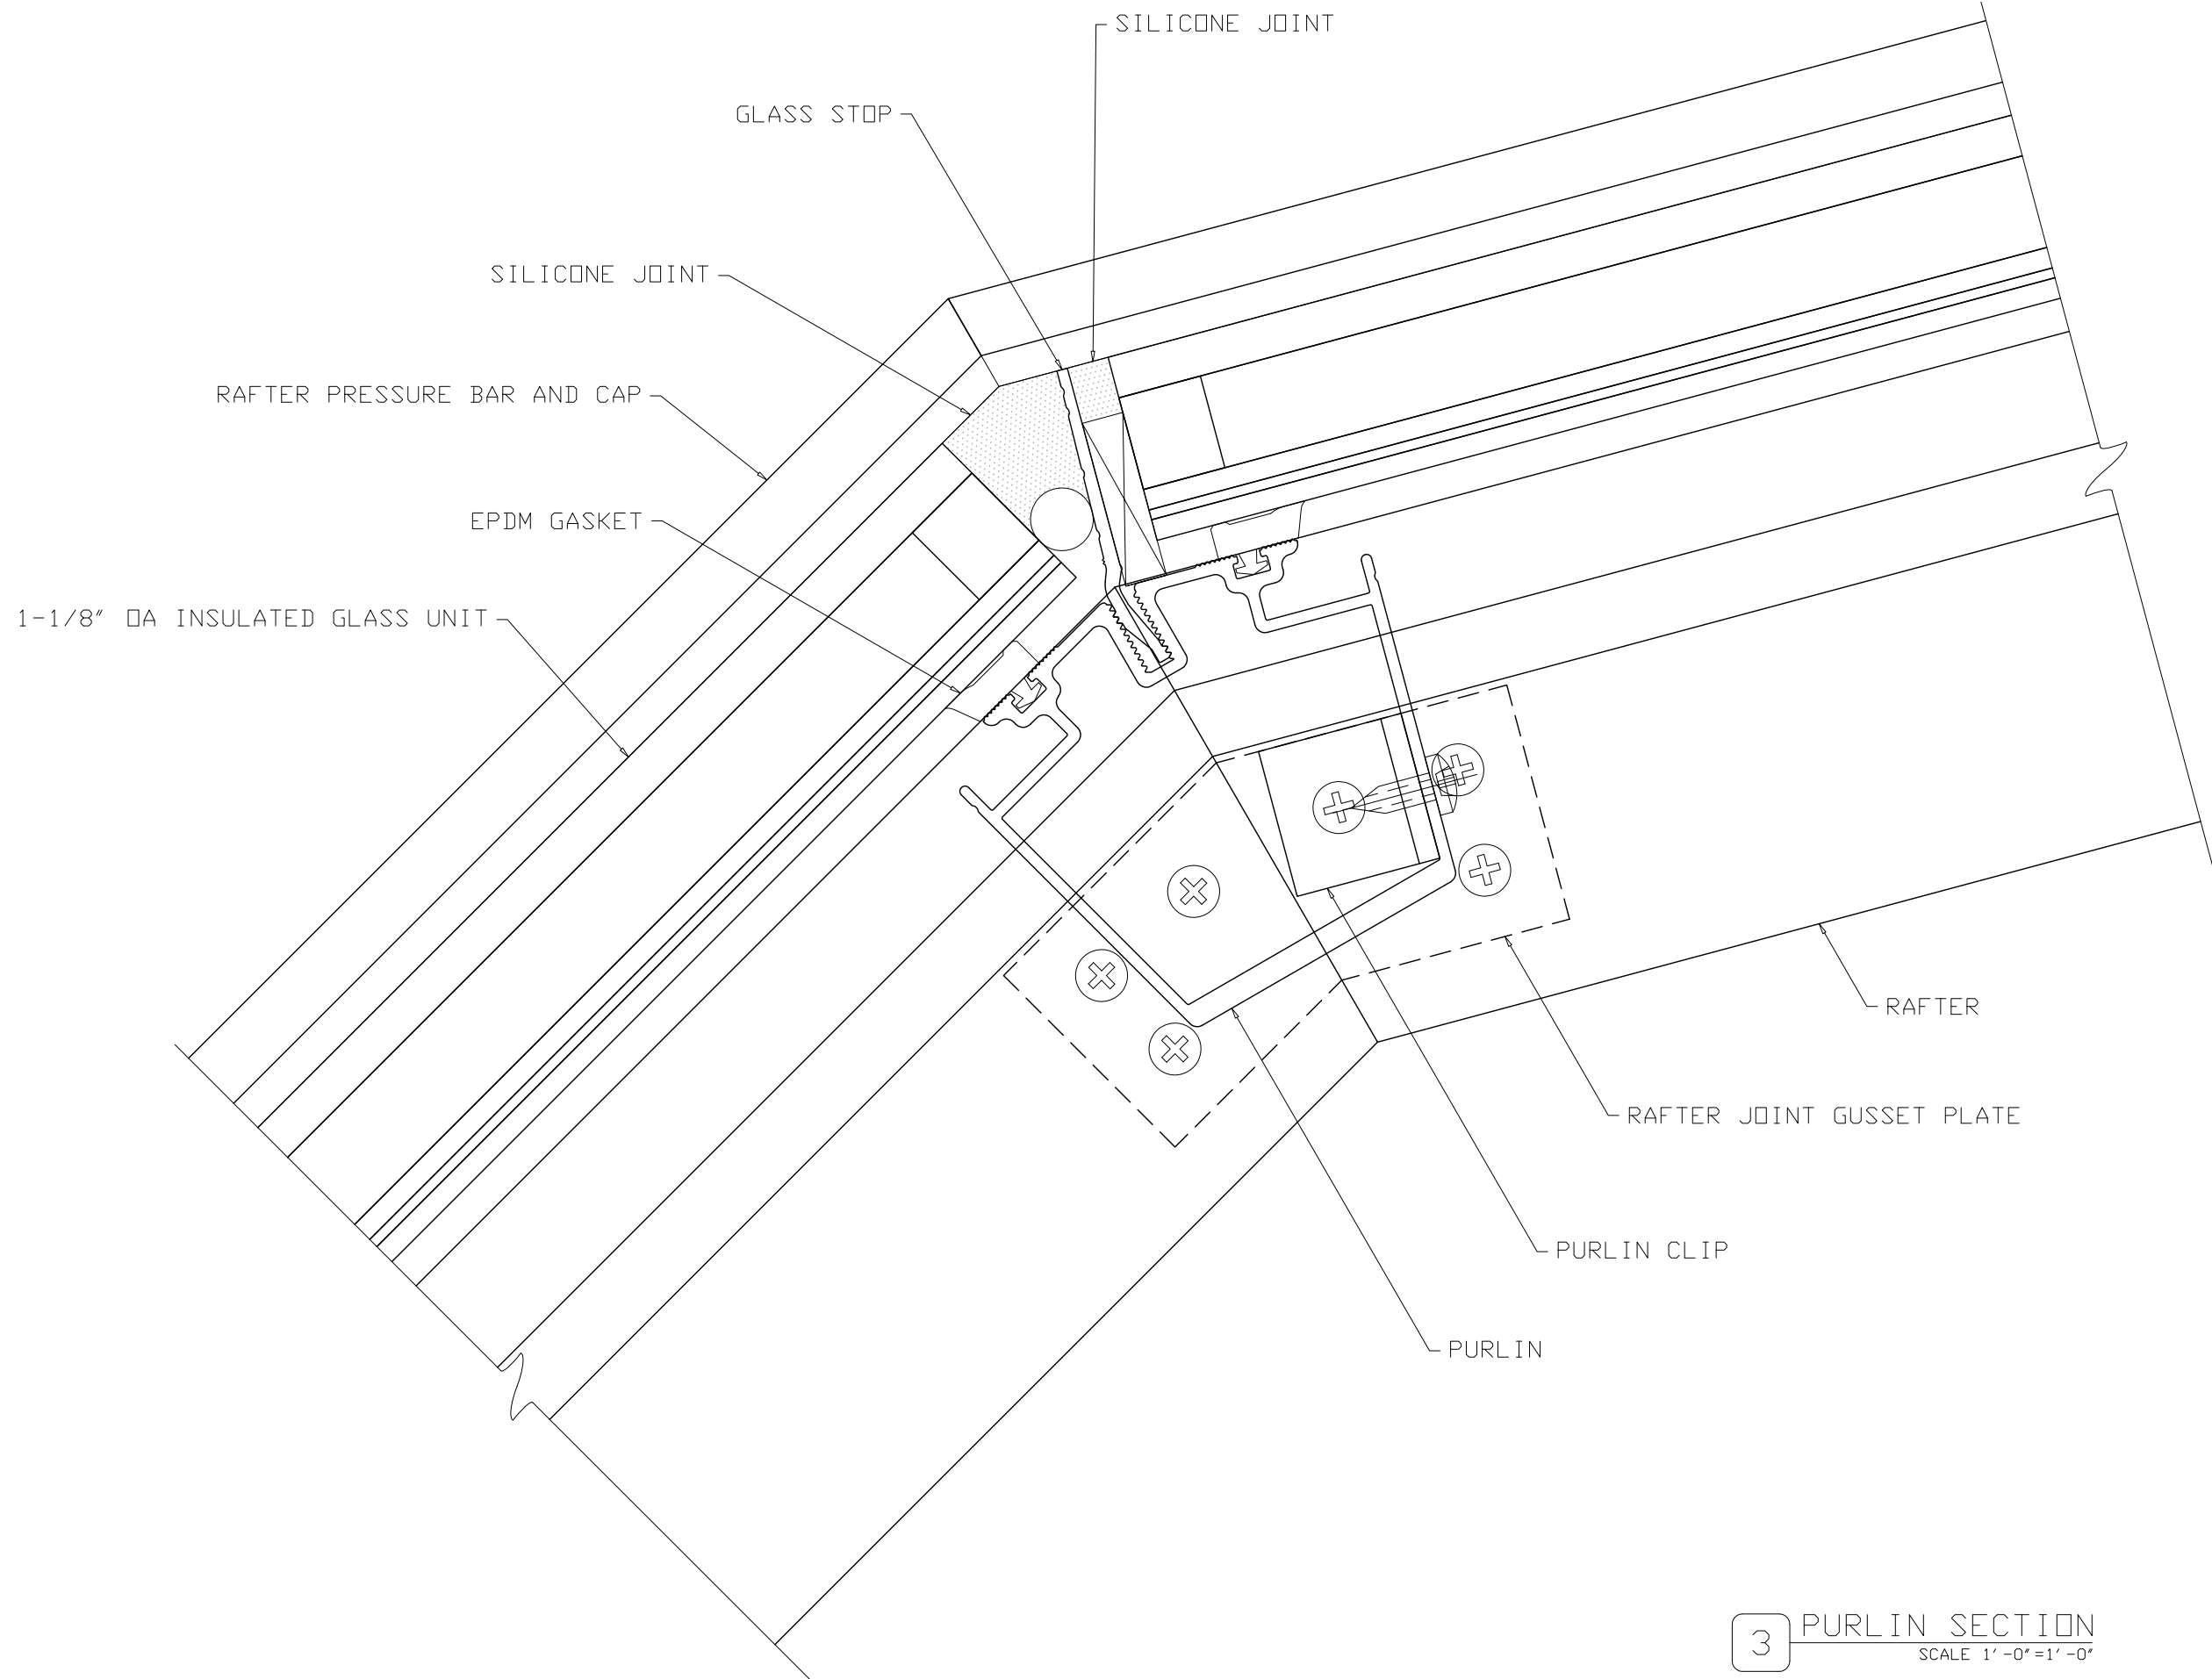 SILICONE JOINT
GLASS STOP
SILICONE JOINT
RAFTER PRESSURE BAR AND CAP
EPDM GASKET
1-1/8" OA INSULATED GLASS UNIT
RAFTER
RAFTER JOINT GUSSET PLATE
PURLIN CLIP
PURLIN
3 PURLIN SECTION
SCALE 1'-0"=1'-0"